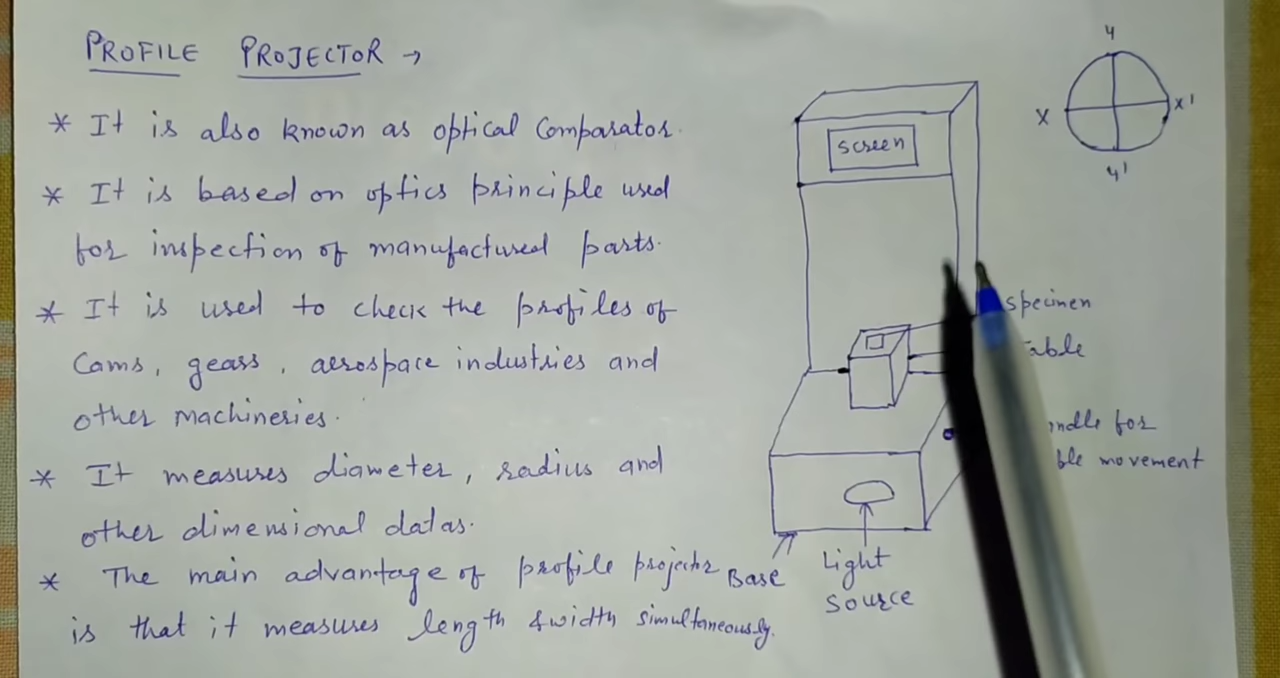 PROFILE PROJECTOR →
* It is also known as optical Comparator.
* It is based on optics principle used
for inspection of manufactured parts.
* It is used to check the profiles of
Cams, gears, aerospace industries and
other machineries.
* It measures diameter, radius and
other dimensional datas.
* The main advantage of profile projector
is that it measures length & width simultaneously.
screen
specimen
for
movement
Base
Light
Source
y
x
x'
y'